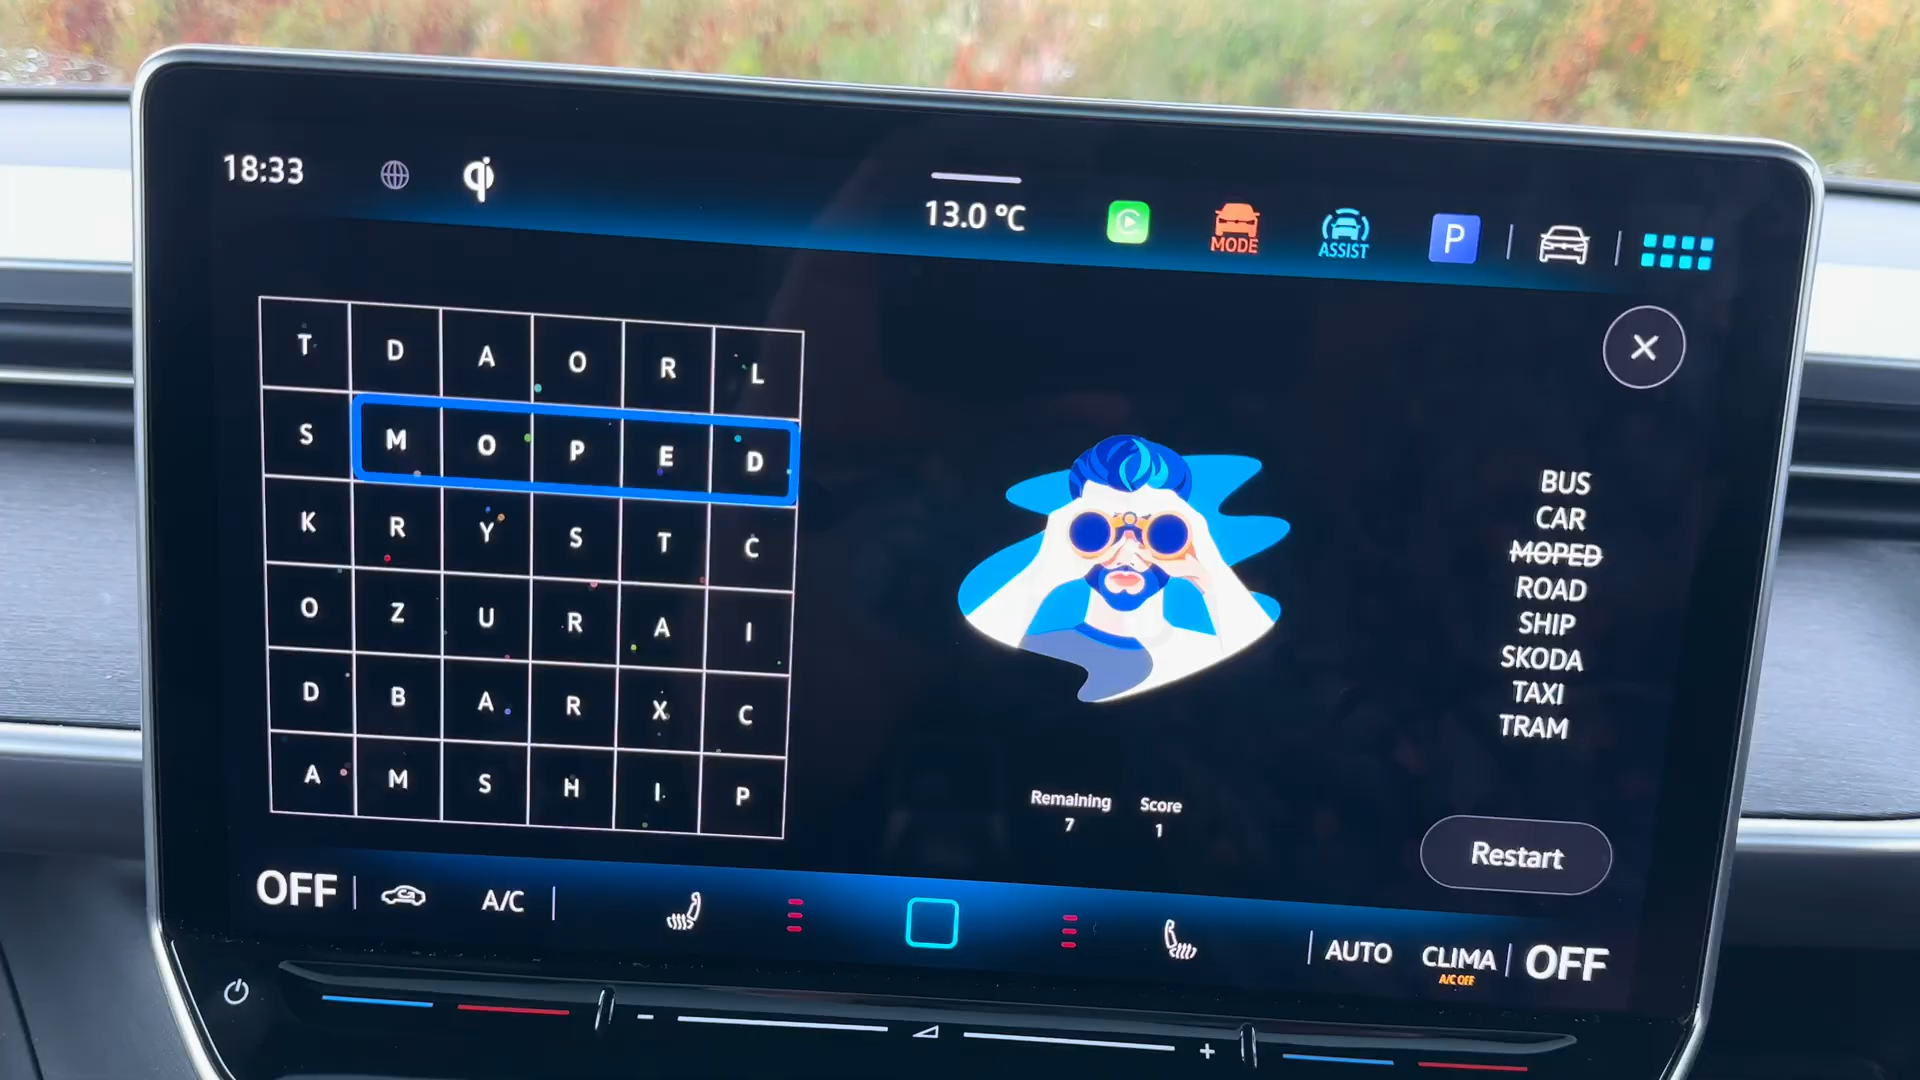 18:33
13.0 °C
MODE
ASSIST
P
T D A O R L
S M O P E D
K R Y S T C
O Z U R A I
D B A R X C
A M S H I P
BUS
CAR
MOPED
ROAD
SHIP
SKODA
TAXI
TRAM
Remaining Score
7 1
Restart
OFF A/C AUTO CLIMA OFF
A/C OFF